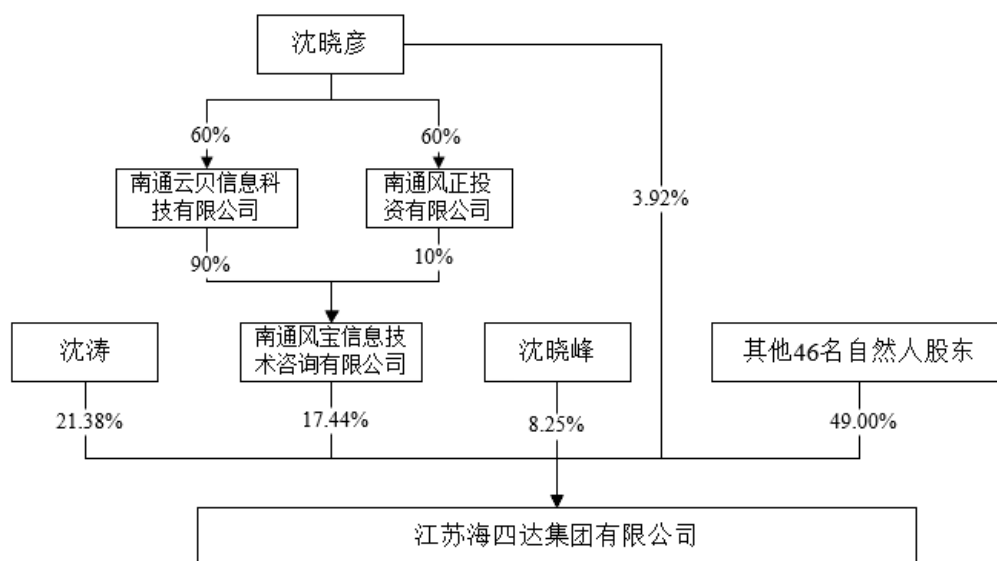 沈晓彦
60%
60%
南通云贝信息科
技有限公司
南通风正投
资有限公司
3.92%
90%
10%
沈涛
南通风宝信息技
术咨询有限公司
沈晓峰
其他46名自然人股东
21.38%
17.44%
8.25%
49.00%
江苏海四达集团有限公司